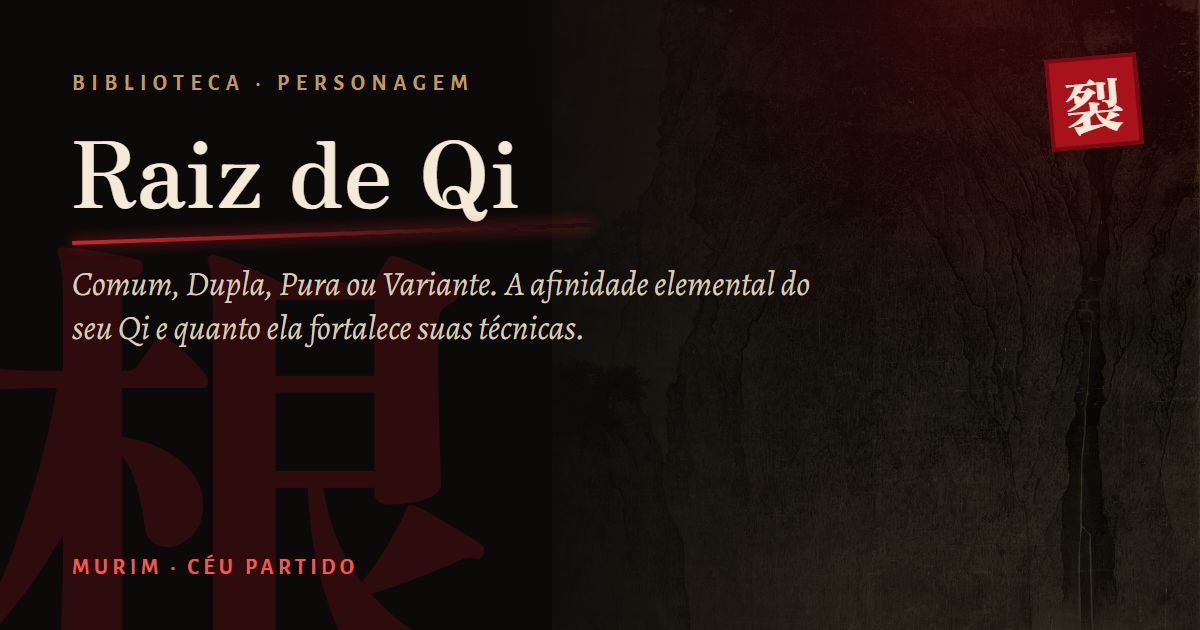 BIBLIOTECA · PERSONAGEM
裂
Raiz de Qi
Comum, Dupla, Pura ou Variante. A afinidade elemental do
seu Qi e quanto ela fortalece suas técnicas.
根
MURIM · CÉU PARTIDO